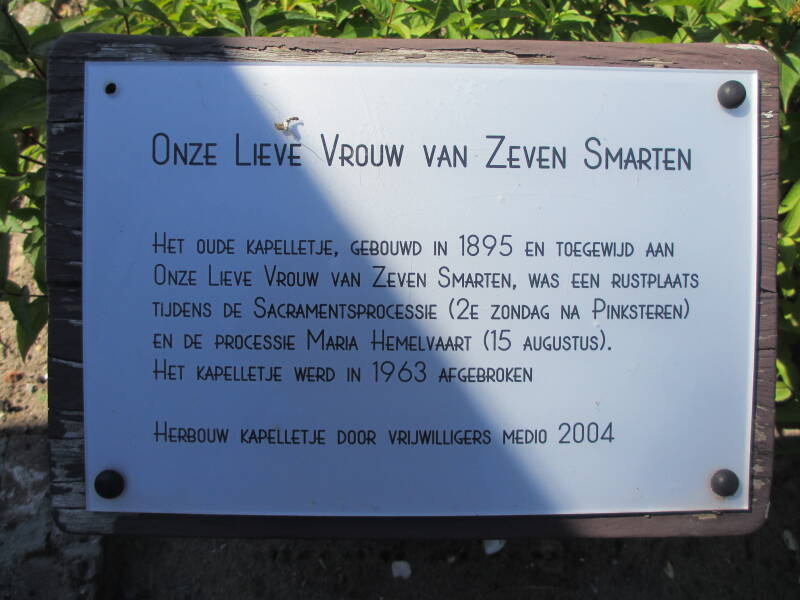 Onze Lieve Vrouw van Zeven Smarten
Het oude kapelletje, gebouwd in 1895 en toegewijd aan
Onze Lieve Vrouw van Zeven Smarten, was een rustplaats
tijdens de Sacramentsprocessie (2e zondag na Pinksteren)
en de processie Maria Hemelvaart (15 augustus).
Het kapelletje werd in 1963 afgebroken
Herbouw kapelletje door vrijwilligers medio 2004